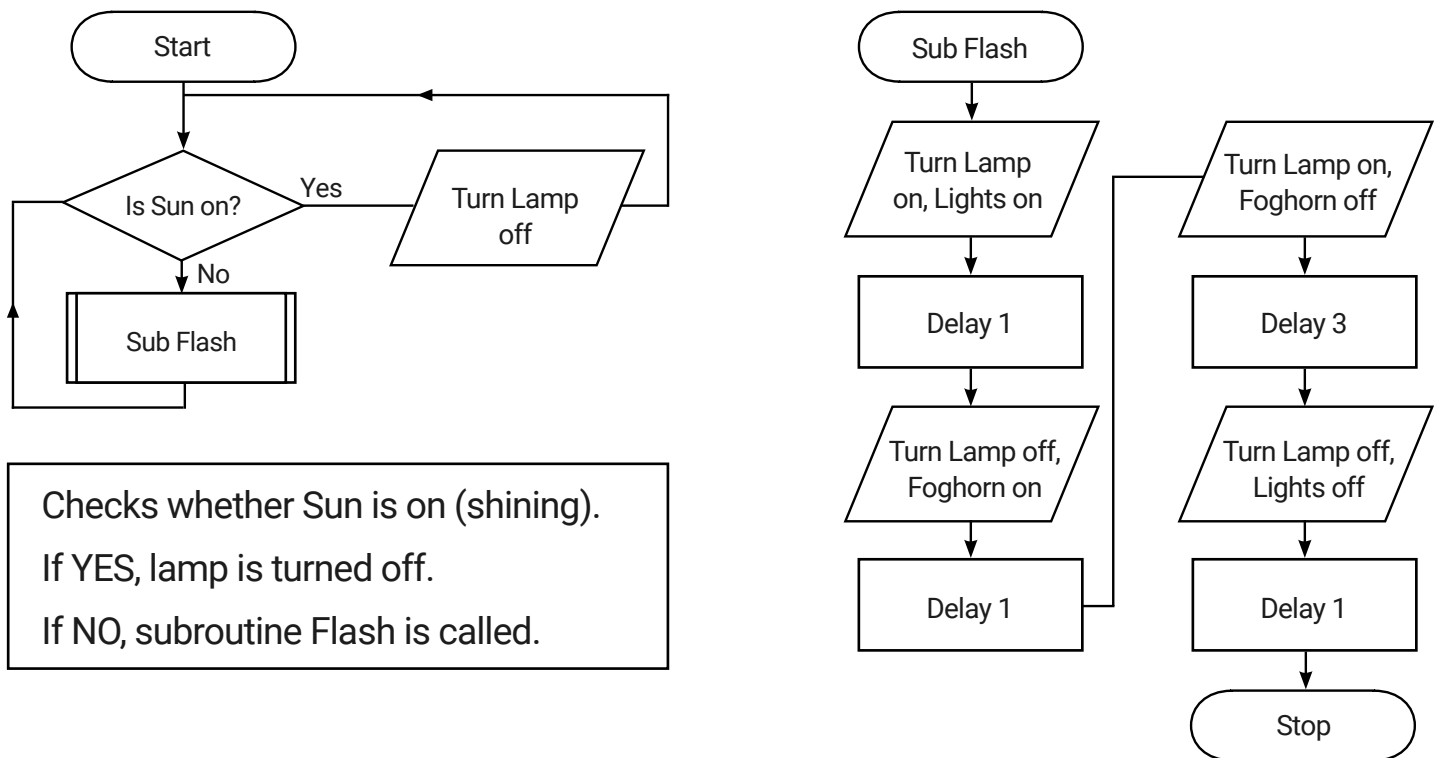 Start
Is Sun on?
Yes
Turn Lamp
off
No
Sub Flash
Checks whether Sun is on (shining).
If YES, lamp is turned off.
If NO, subroutine Flash is called.
Sub Flash
Turn Lamp
on, Lights on
Delay 1
Turn Lamp off,
Foghorn on
Delay 1
Turn Lamp on,
Foghorn off
Delay 3
Turn Lamp off,
Lights off
Delay 1
Stop